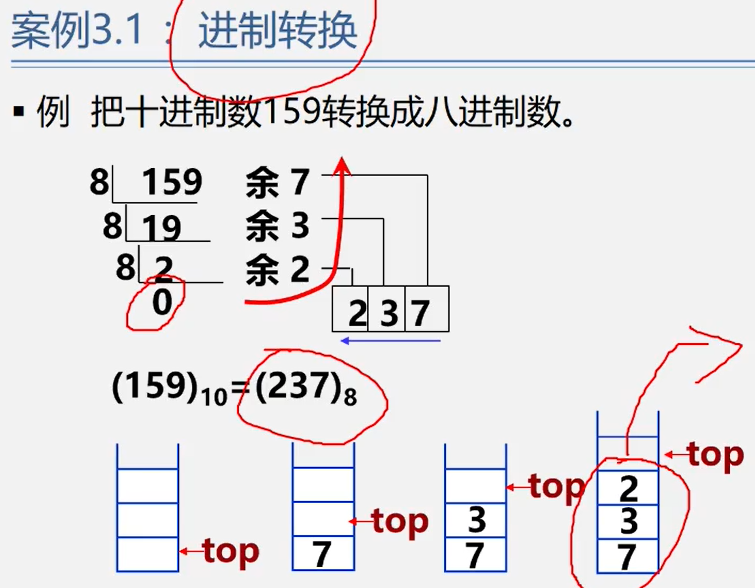 案例3.1：进制转换
▪ 例 把十进制数159转换成八进制数。
8 159 余 7
8 19 余 3
8 2 余 2
0
2 3 7
(159)10=(237)8
top
7 top
3 7 top
2 3 7 top